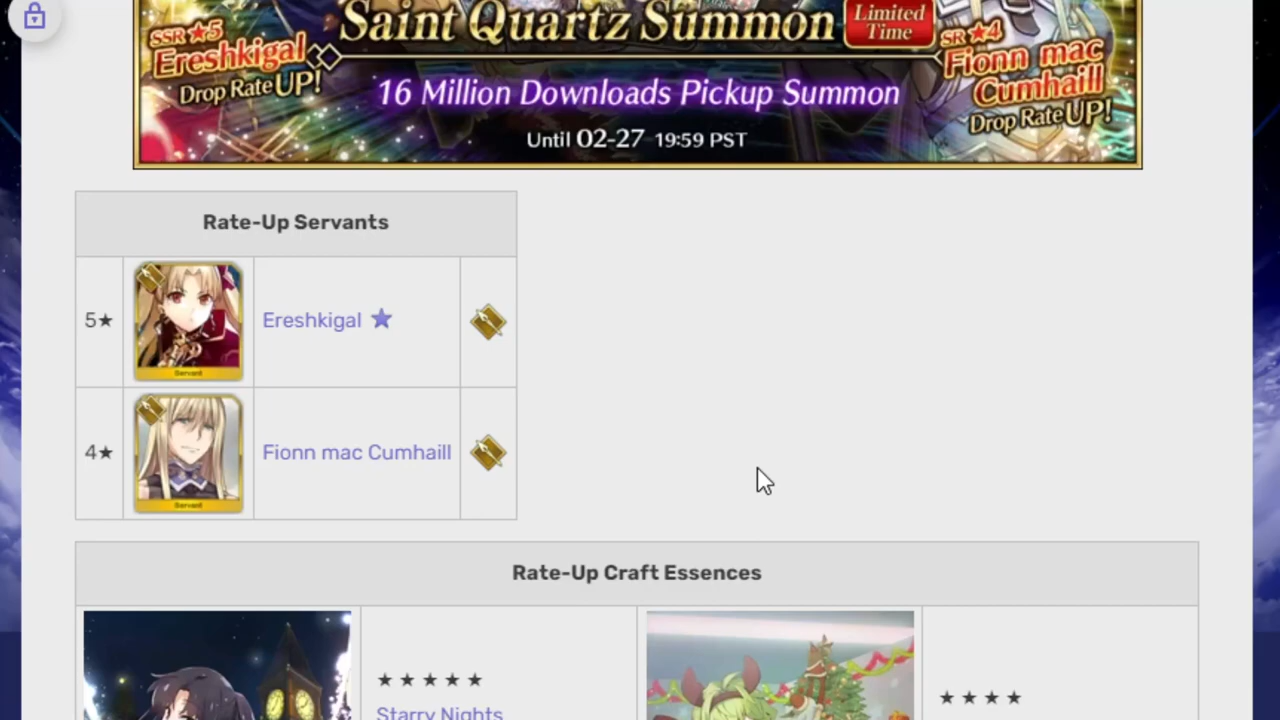 Saint Quartz Summon
Limited
Time
SSR ★5
Ereshkigal
Drop Rate UP!
SR ★4
Fionn mac
Cumhaill
Drop Rate UP!
16 Million Downloads Pickup Summon
Until 02-27 19:59 PST
Rate-Up Servants
5★
Servant
Ereshkigal ★
4★
Servant
Fionn mac Cumhaill
Rate-Up Craft Essences
★ ★ ★ ★ ★
Starry Nights
★ ★ ★ ★